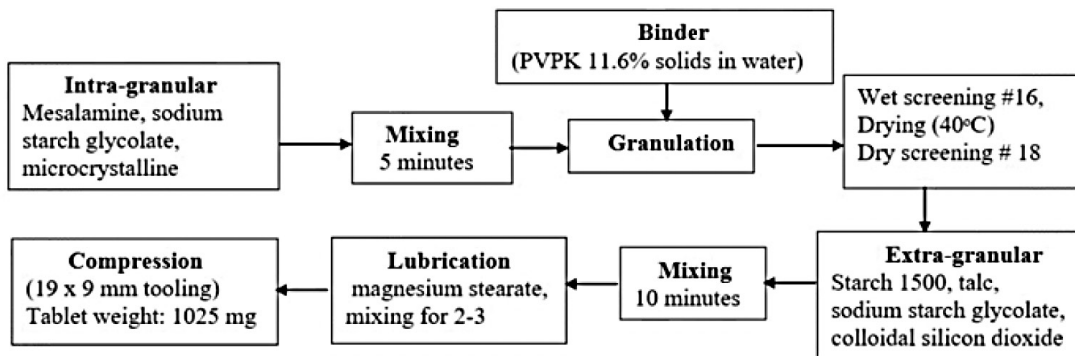 Intra-granular
Mesalamine, sodium
starch glycolate,
microcrystalline
Mixing
5 minutes
Binder
(PVPK 11.6% solids in water)
Granulation
Wet screening #16,
Drying (40°C)
Dry screening # 18
Extra-granular
Starch 1500, talc,
sodium starch glycolate,
colloidal silicon dioxide
Mixing
10 minutes
Lubrication
magnesium stearate,
mixing for 2-3
Compression
(19 x 9 mm tooling)
Tablet weight: 1025 mg